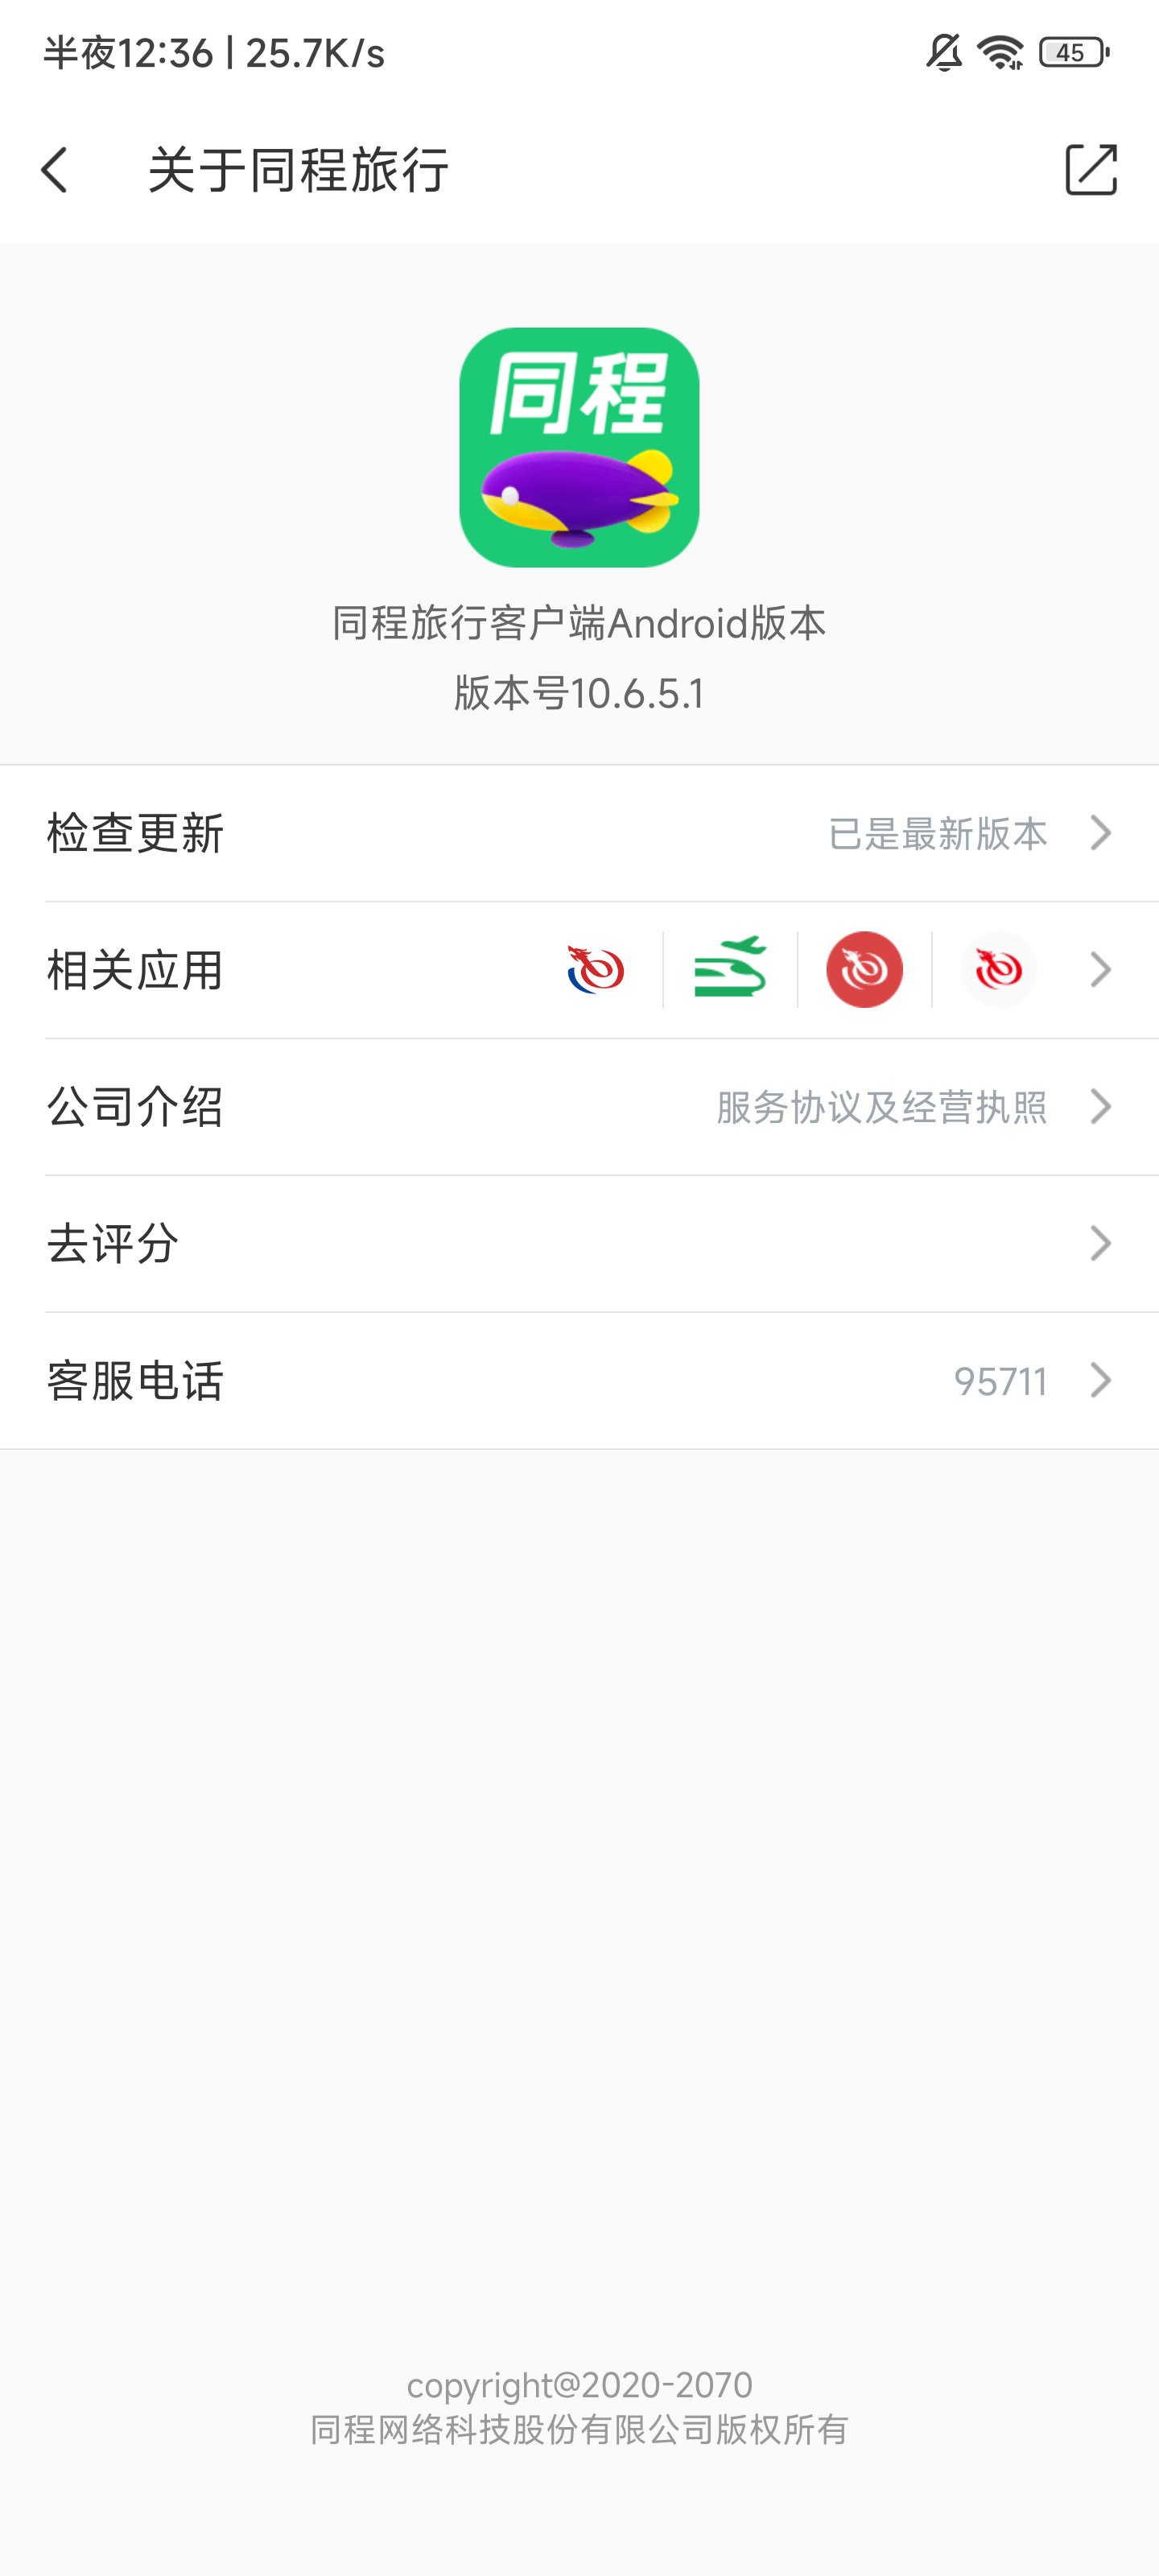 半夜12:36 | 25.7K/s
45
关于同程旅行
同程
同程旅行客户端Android版本
版本号10.6.5.1
检查更新 已是最新版本
相关应用
公司介绍 服务协议及经营执照
去评分
客服电话 95711
copyright@2020-2070
同程网络科技股份有限公司版权所有